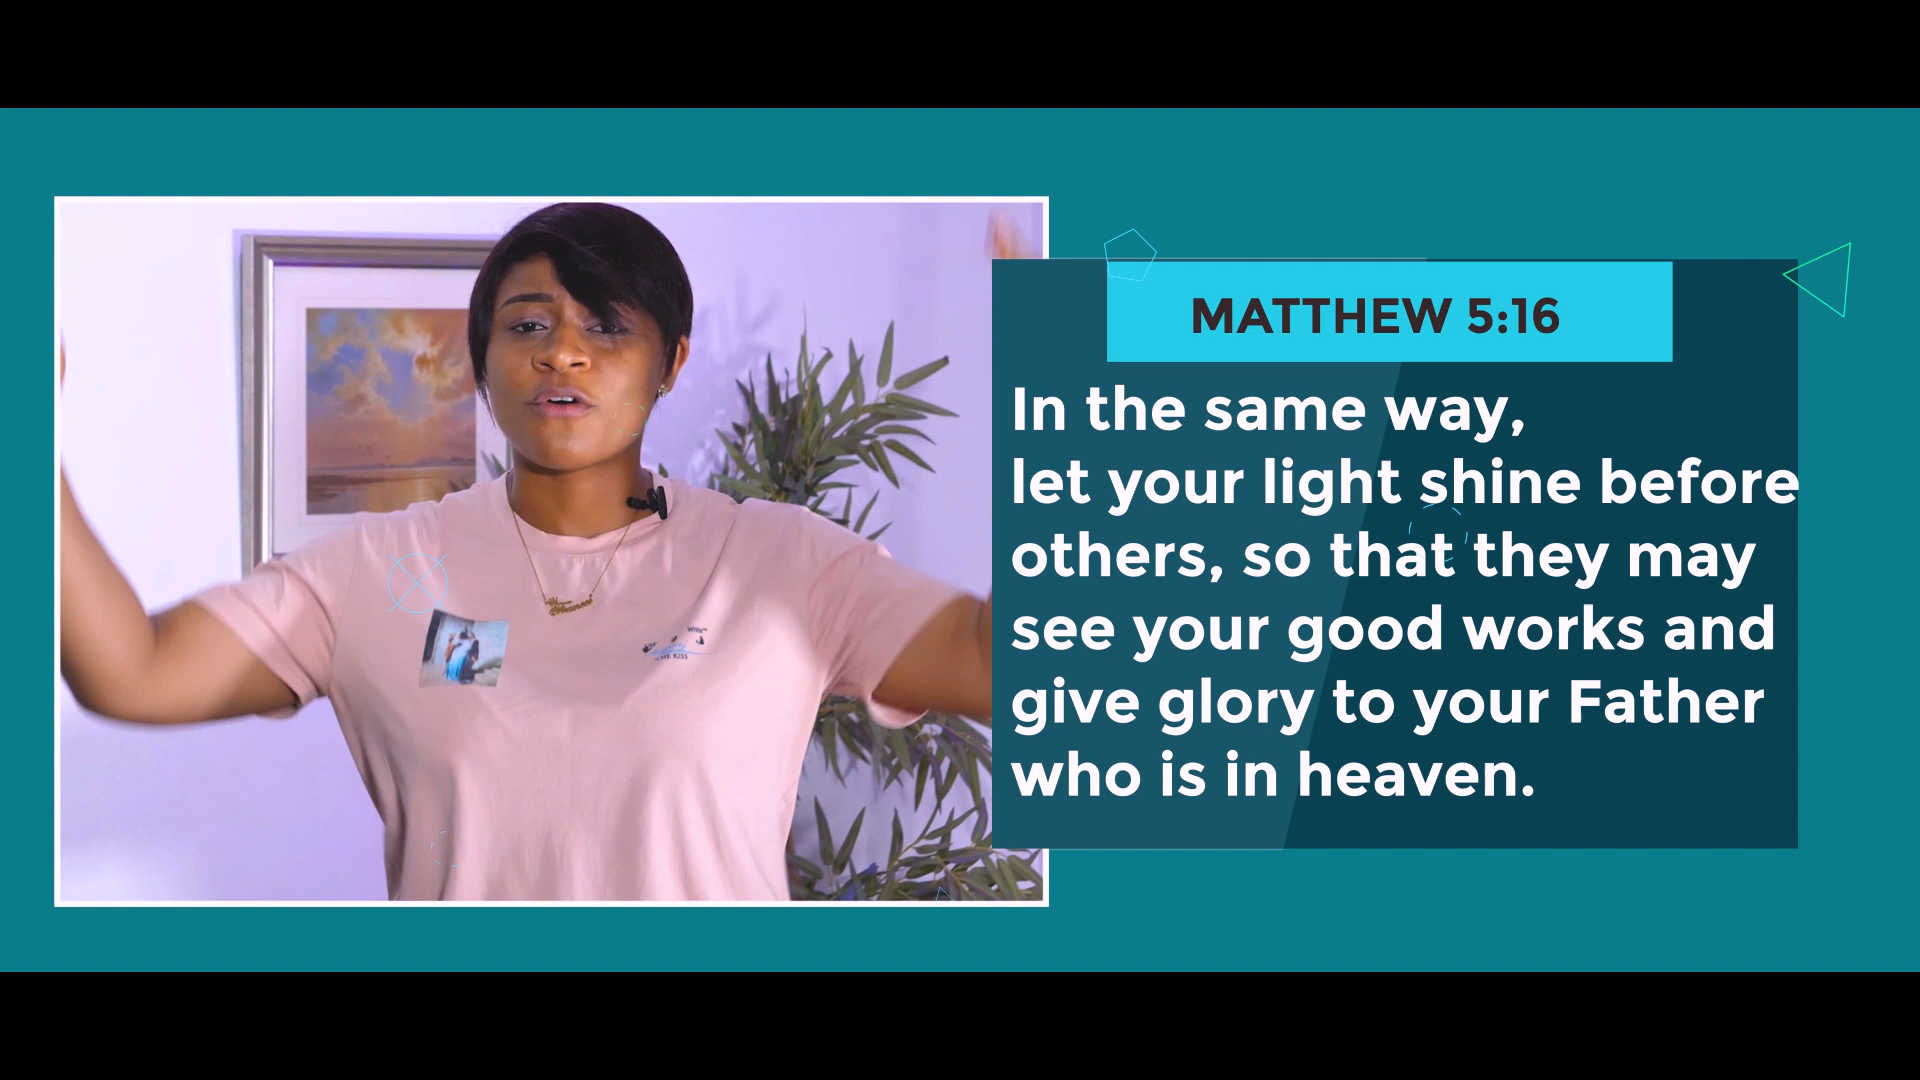 MATTHEW 5:16
In the same way,
let your light shine before
others, so that they may
see your good works and
give glory to your Father
who is in heaven.
KISS